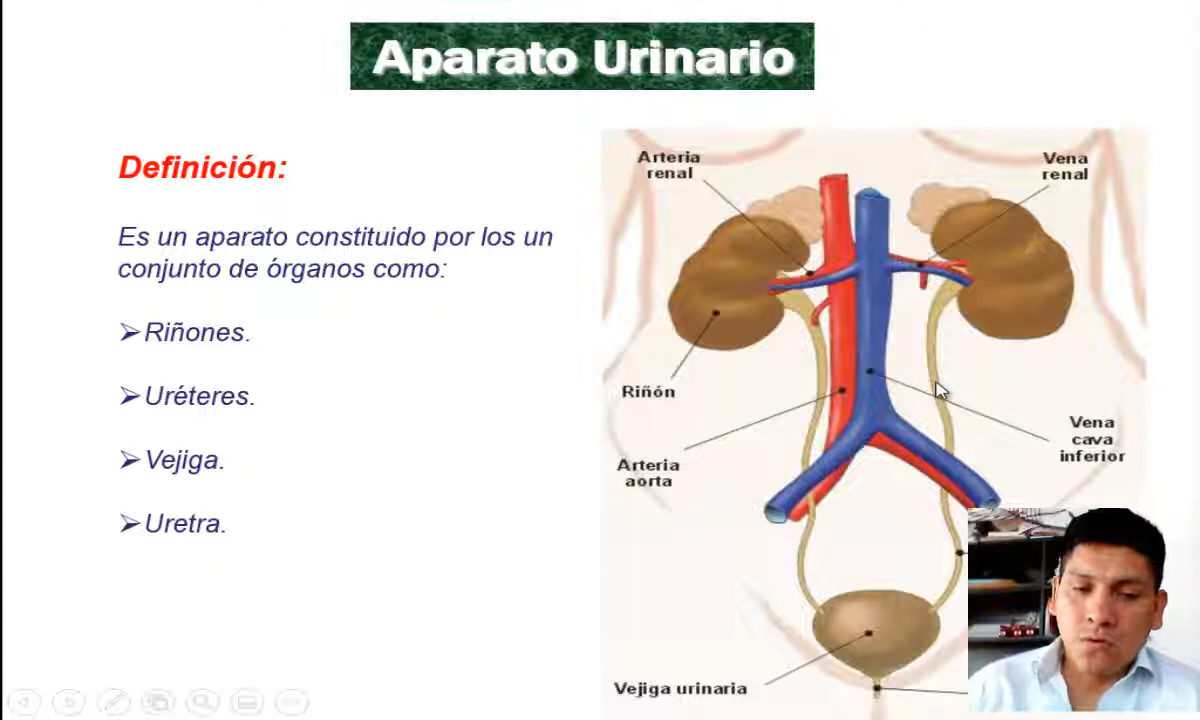 Aparato Urinario
Definición:
Es un aparato constituido por los un
conjunto de órganos como:
Riñones.
Uréteres.
Vejiga.
Uretra.
Arteria
renal
Vena
renal
Riñón
Arteria
aorta
Vena
cava
inferior
Vejiga urinaria